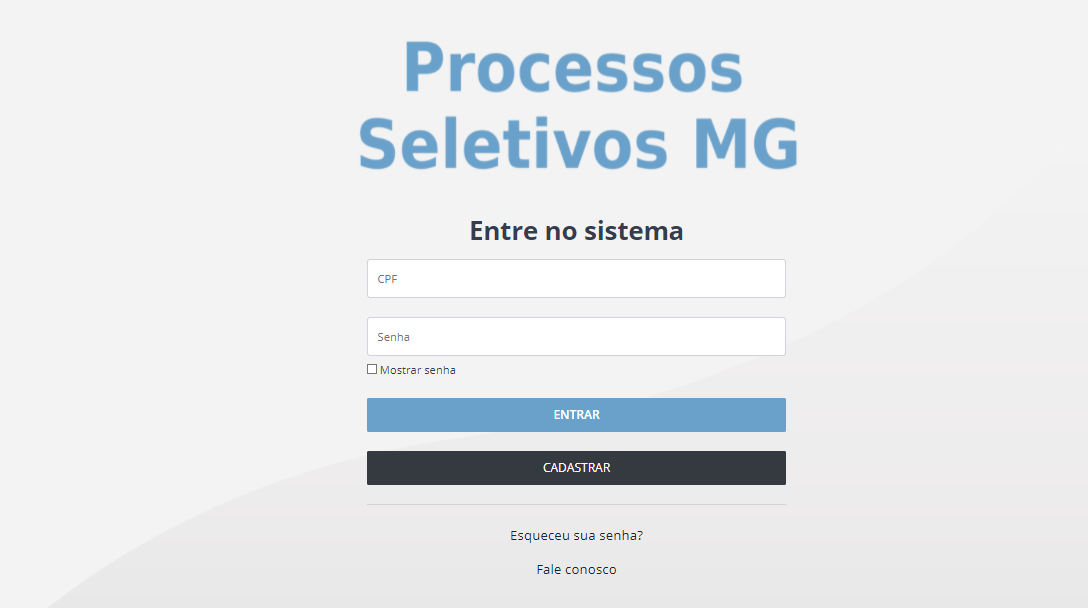 Processos
Seletivos MG
Entre no sistema
CPF
Senha
Mostrar senha
ENTRAR
CADASTRAR
Esqueceu sua senha?
Fale conosco